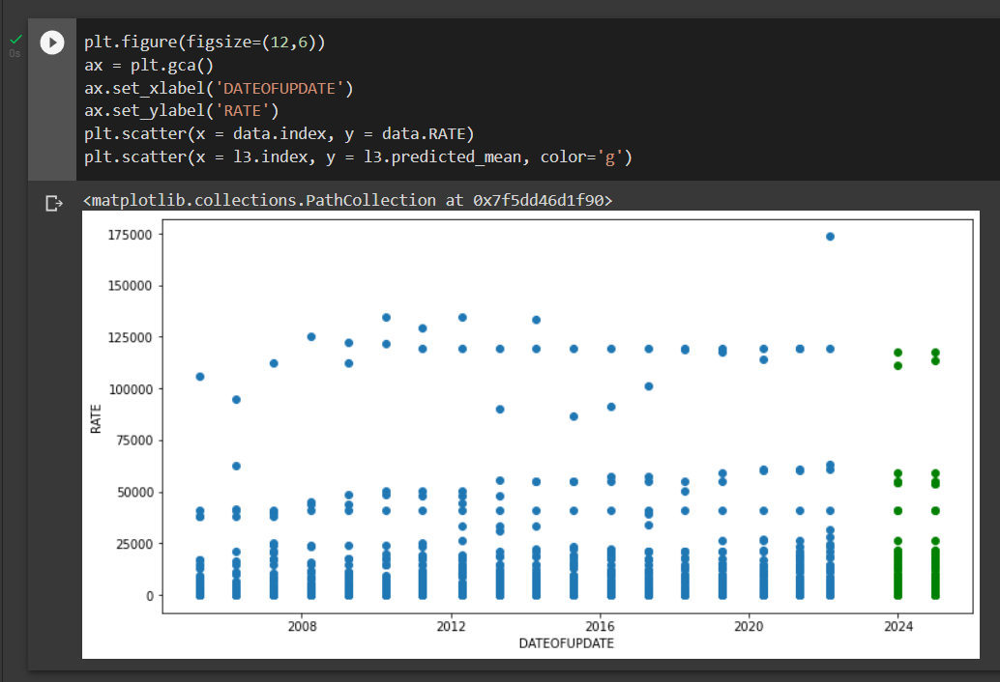 0s
plt.figure(figsize=(12,6))
ax = plt.gca()
ax.set_xlabel('DATEOFUPDATE')
ax.set_ylabel('RATE')
plt.scatter(x = data.index, y = data.RATE)
plt.scatter(x = l3.index, y = l3.predicted_mean, color='g')
<matplotlib.collections.PathCollection at 0x7f5dd46d1f90>
175000
150000
125000
100000
75000
50000
25000
0
RATE
2008 2012 2016 2020 2024
DATEOFUPDATE